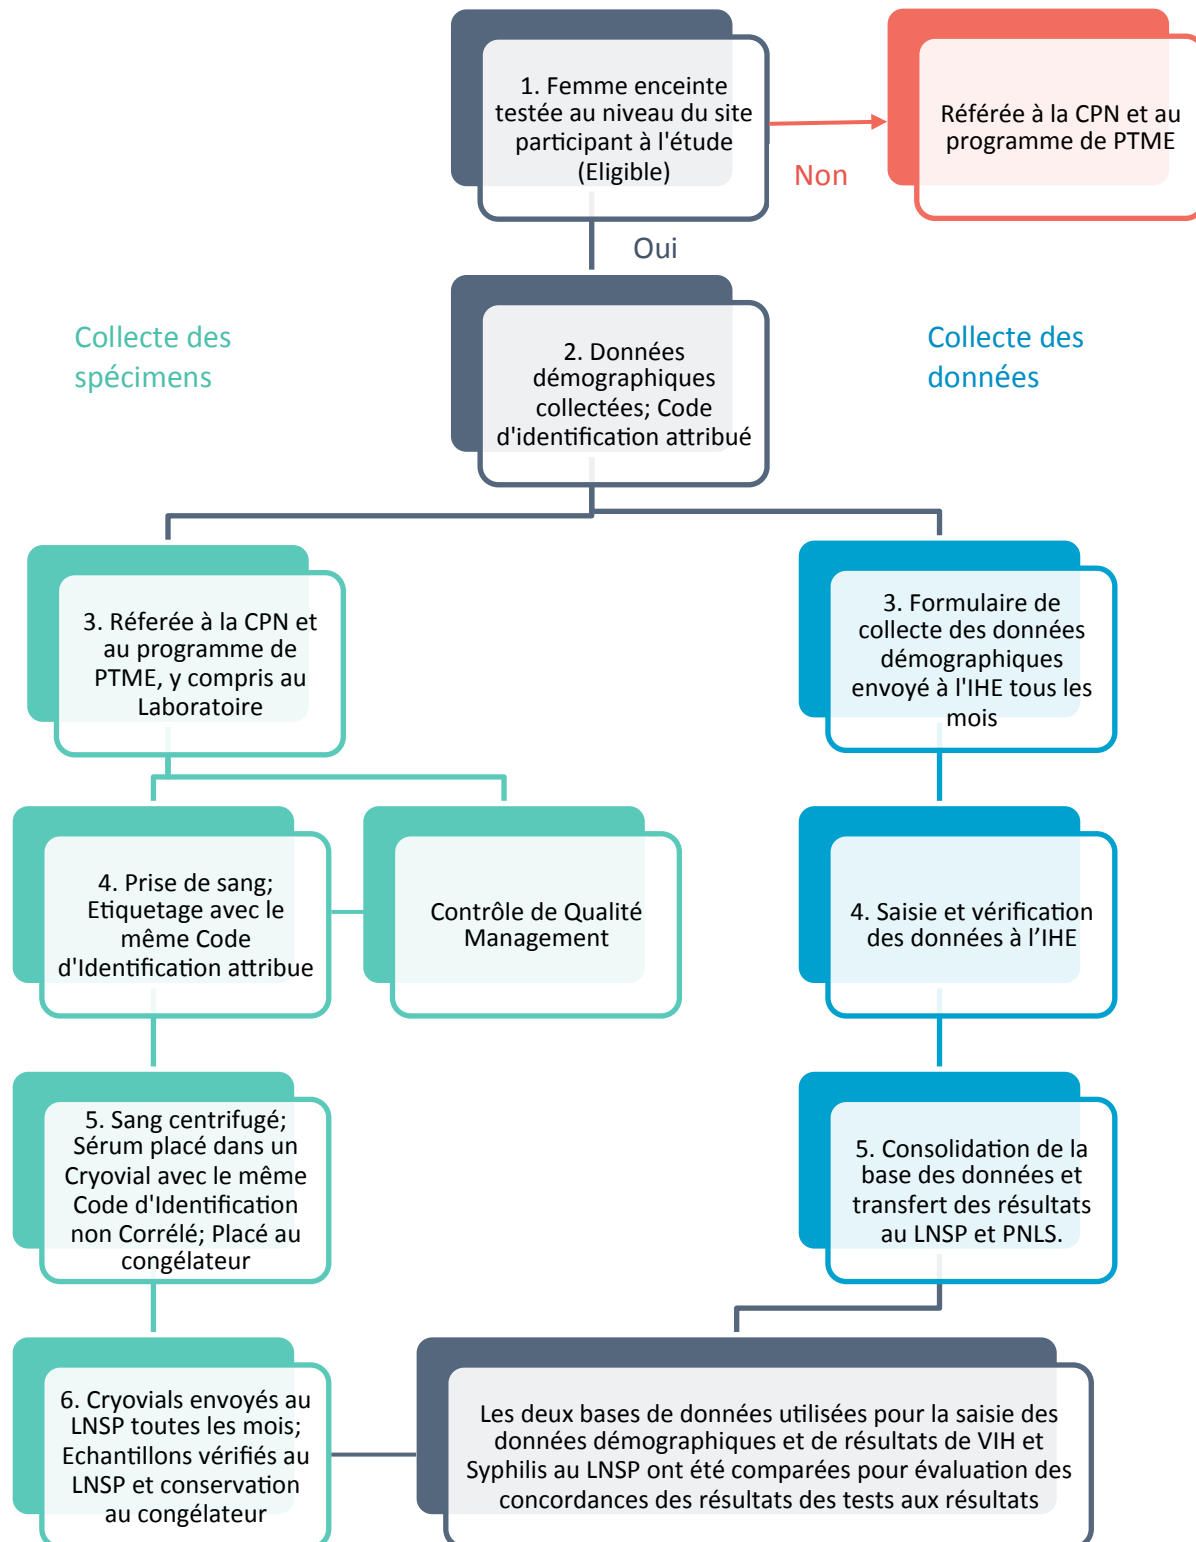 1. Femme enceinte
testée au niveau du site
participant à l'étude
(Eligible)
Non
Référée à la CPN et au
programme de PTME
Oui
Collecte des
spécimens
2. Données
démographiques
collectées; Code
d'identification attribué
Collecte des
données
3. Réferée à la CPN et
au programme de
PTME, y compris au
Laboratoire
3. Formulaire de
collecte des données
démographiques
envoyé à l'IHE tous les
mois
4. Prise de sang;
Etiquetage avec le
même Code
d'Identification attribue
Contrôle de Qualité
Management
4. Saisie et vérification
des données à l’IHE
5. Sang centrifugé;
Sérum placé dans un
Cryovial avec le même
Code d'Identification
non Corrélé; Placé au
congélateur
5. Consolidation de la
base des données et
transfert des résultats
au LNSP et PNLS.
6. Cryovials envoyés au
LNSP toutes les mois;
Echantillons vérifiés au
LNSP et conservation
au congélateur
Les deux bases de données utilisées pour la saisie des
données démographiques et de résultats de VIH et
Syphilis au LNSP ont été comparées pour évaluation des
concordances des résultats des tests aux résultats